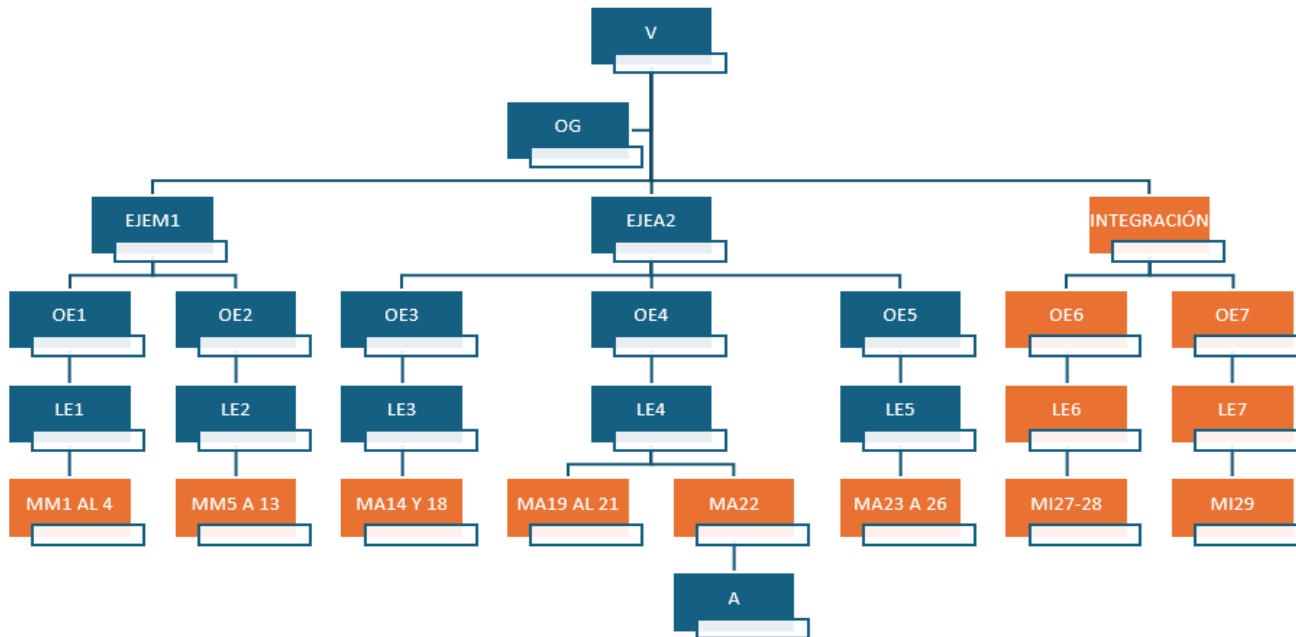 V
OG
EJEM1
EJEA2
INTEGRACIÓN
OE1
OE2
OE3
OE4
OE5
OE6
OE7
LE1
LE2
LE3
LE4
LE5
LE6
LE7
MM1 AL 4
MM5 A 13
MA14 Y 18
MA19 AL 21
MA22
MA23 A 26
MI27-28
MI29
A